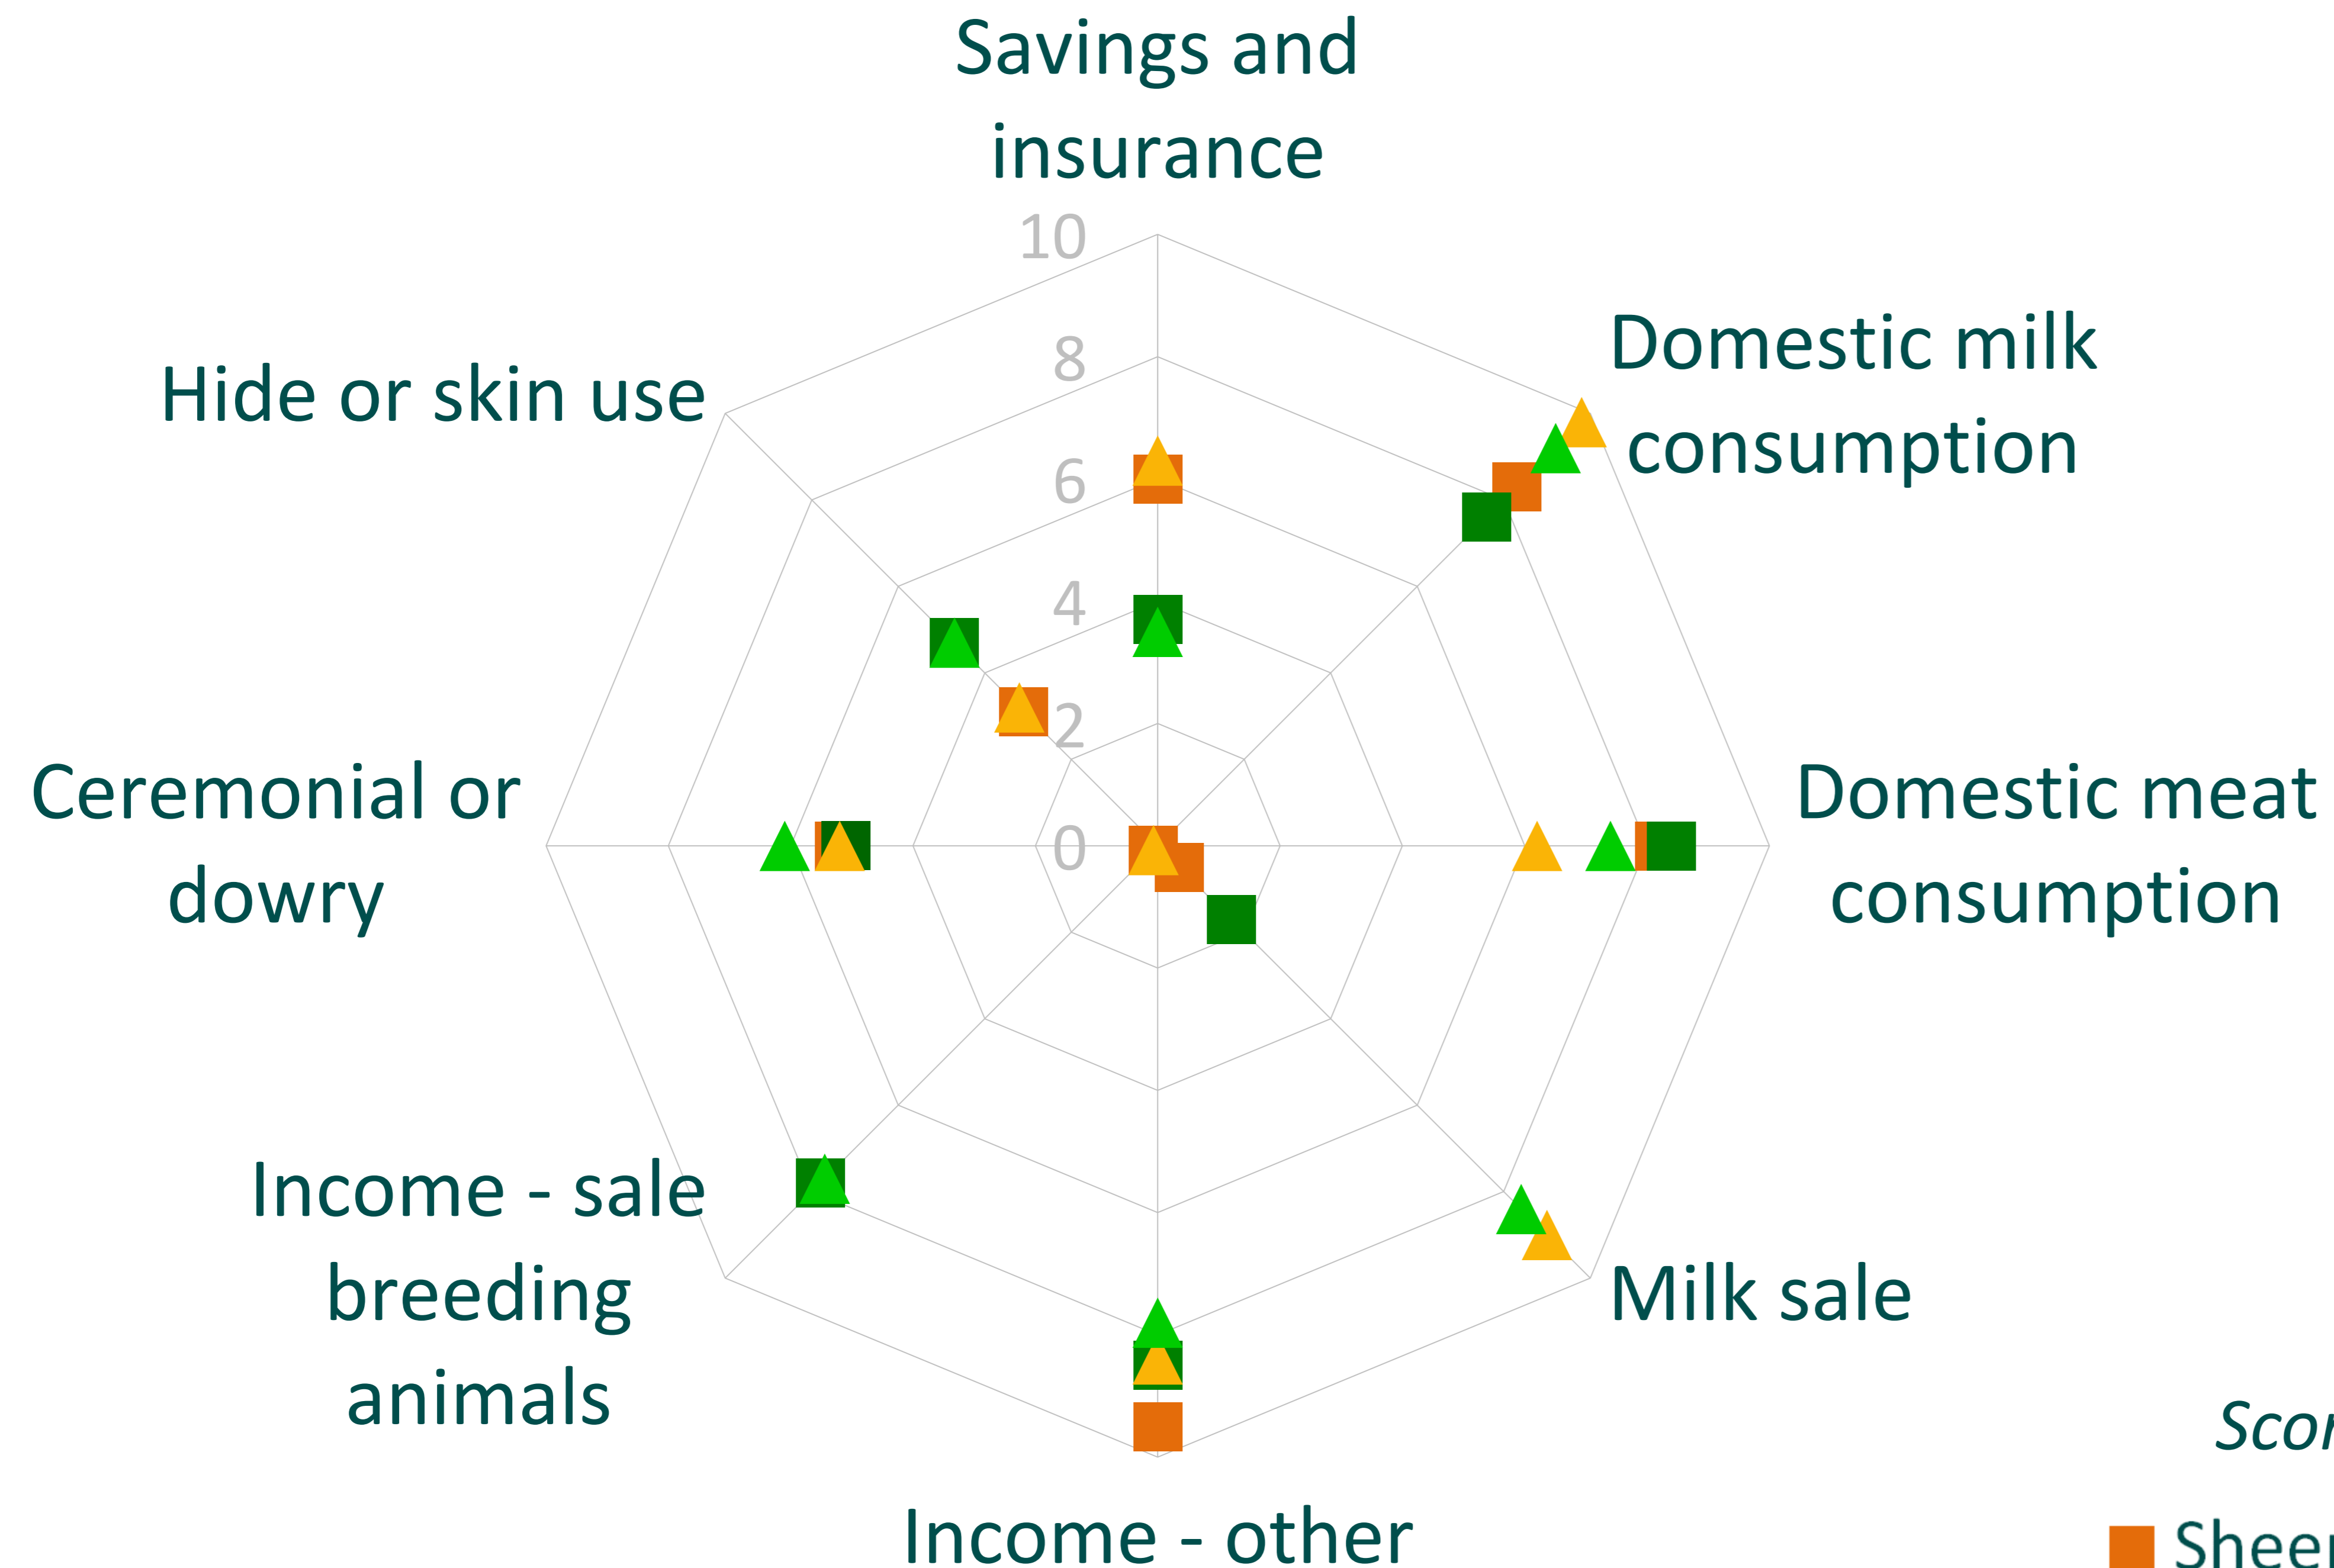 Savings and
insurance
10
8
6
4
2
0
Domestic milk
consumption
Hide or skin use
Domestic meat
consumption
Ceremonial or
dowry
Income - sale
breeding
animals
Milk sale
Income - other